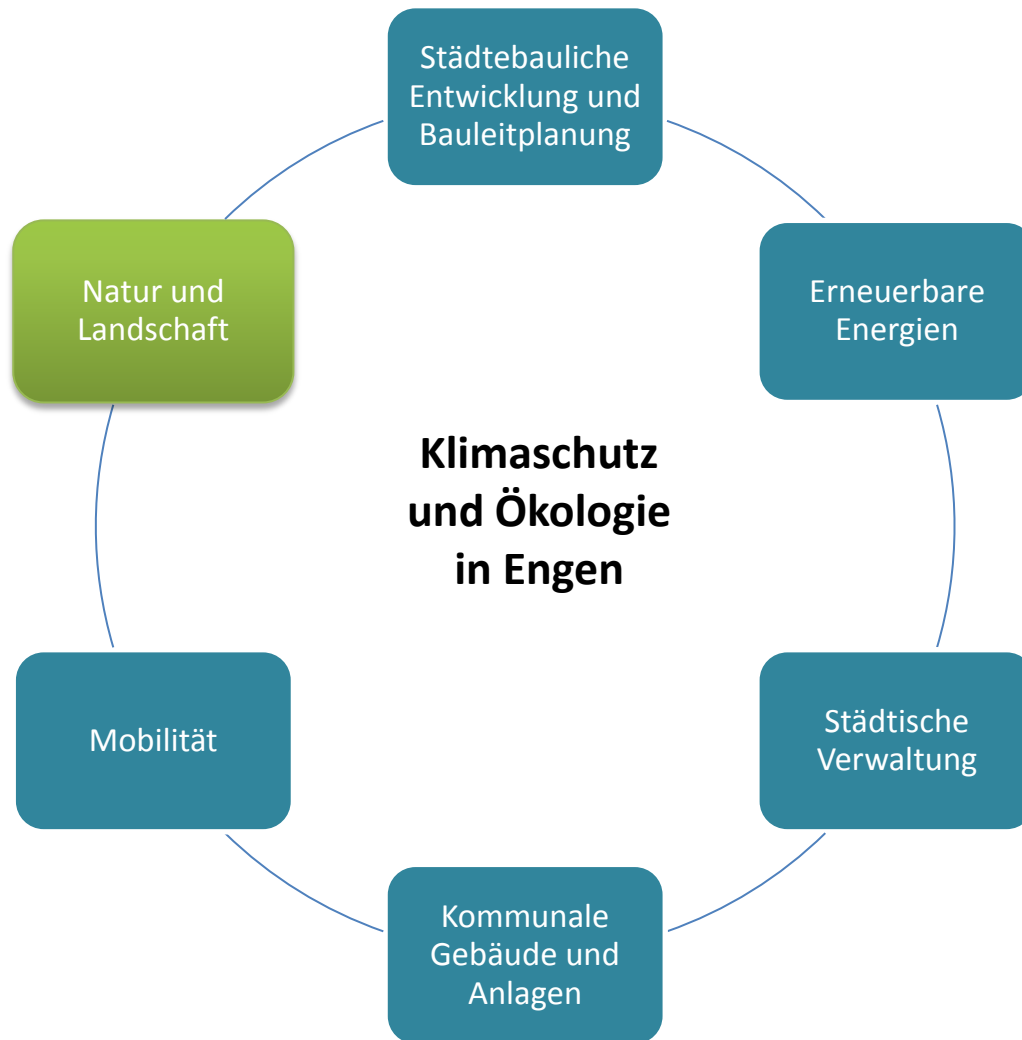 Städtebauliche
Entwicklung und
Bauleitplanung
Natur und
Landschaft
Erneuerbare
Energien
Klimaschutz
und Ökologie
in Engen
Mobilität
Städtische
Verwaltung
Kommunale
Gebäude und
Anlagen